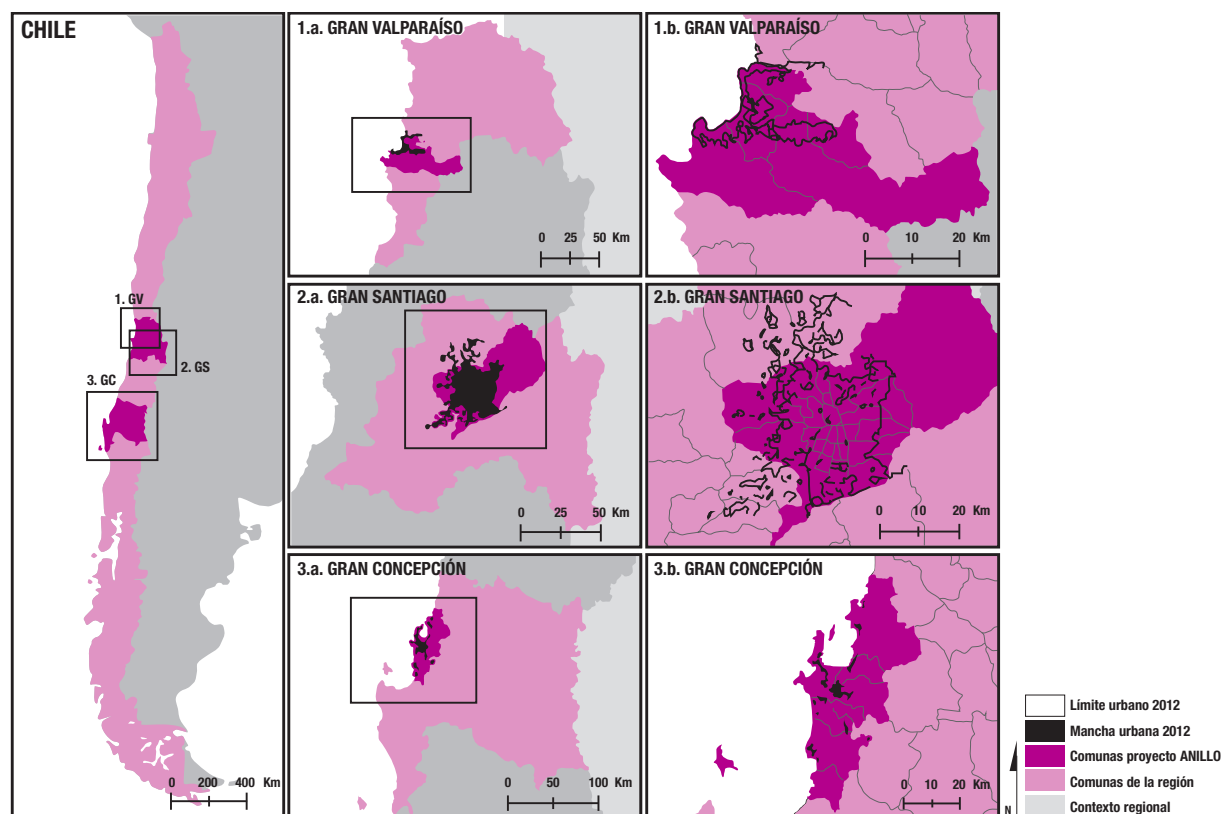 CHILE
1. GV
2. GS
3. GC
0 200 400 Km
1.a. GRAN VALPARAÍSO
0 25 50 Km
1.b. GRAN VALPARAÍSO
0 10 20 Km
2.a. GRAN SANTIAGO
0 25 50 Km
2.b. GRAN SANTIAGO
0 10 20 Km
3.a. GRAN CONCEPCIÓN
0 50 100 Km
3.b. GRAN CONCEPCIÓN
0 10 20 Km
N
Límite urbano 2012
Mancha urbana 2012
Comunas proyecto ANILLO
Comunas de la región
Contexto regional